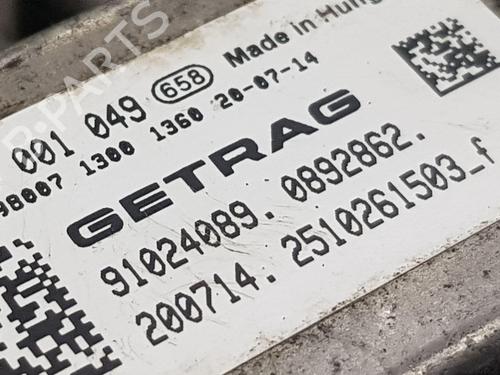 001 049 658 Made in Hung
98007 1300 1360 20-07-14
GETRAG
91024089. 0892862.
200714. 2510261503_f